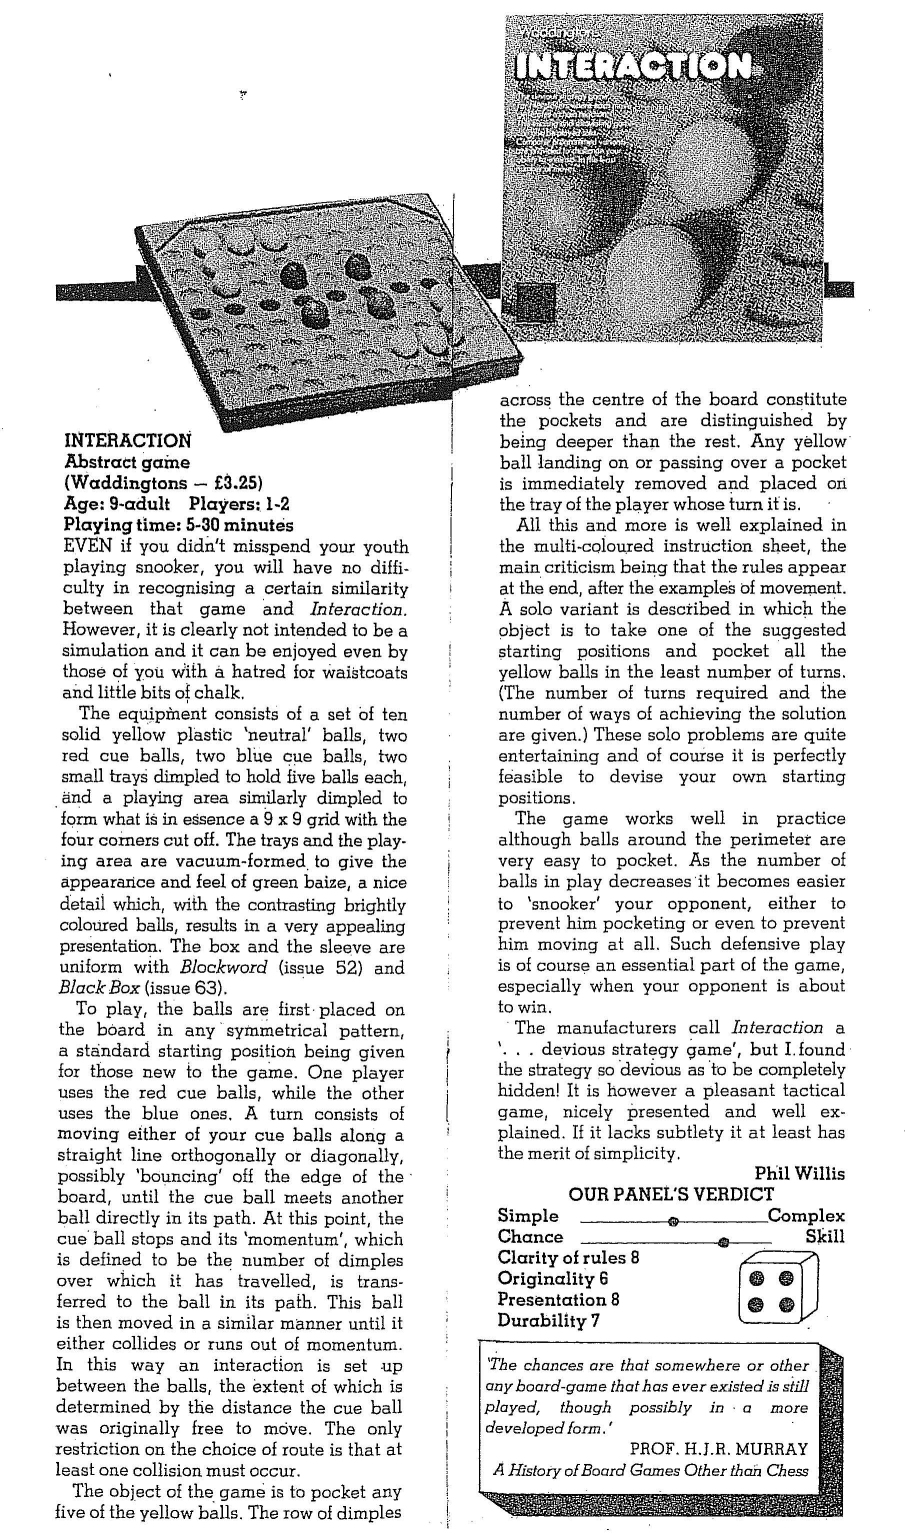 Waddingtons
INTERACTION
INTERACTION
Abstract game
(Waddingtons — £3.25)
Age: 9-adult Players: 1-2
Playing time: 5-30 minutes
EVEN if you didn't misspend your youth
playing snooker, you will have no diffi-
culty in recognising a certain similarity
between that game and Interaction.
However, it is clearly not intended to be a
simulation and it can be enjoyed even by
those of you with a hatred for waistcoats
and little bits of chalk.
The equipment consists of a set of ten
solid yellow plastic 'neutral' balls, two
red cue balls, two blue cue balls, two
small trays dimpled to hold five balls each,
and a playing area similarly dimpled to
form what is in essence a 9 x 9 grid with the
four corners cut off. The trays and the play-
ing area are vacuum-formed to give the
appearance and feel of green baize, a nice
detail which, with the contrasting brightly
coloured balls, results in a very appealing
presentation. The box and the sleeve are
uniform with Blockword (issue 52) and
Black Box (issue 63).
To play, the balls are first placed on
the board in any symmetrical pattern,
a standard starting position being given
for those new to the game. One player
uses the red cue balls, while the other
uses the blue ones. A turn consists of
moving either of your cue balls along a
straight line orthogonally or diagonally,
possibly 'bouncing' off the edge of the
board, until the cue ball meets another
ball directly in its path. At this point, the
cue ball stops and its 'momentum', which
is defined to be the number of dimples
over which it has travelled, is trans-
ferred to the ball in its path. This ball
is then moved in a similar manner until it
either collides or runs out of momentum.
In this way an interaction is set up
between the balls, the extent of which is
determined by the distance the cue ball
was originally free to move. The only
restriction on the choice of route is that at
least one collision must occur.
The object of the game is to pocket any
five of the yellow balls. The row of dimples
across the centre of the board constitute
the pockets and are distinguished by
being deeper than the rest. Any yellow
ball landing on or passing over a pocket
is immediately removed and placed on
the tray of the player whose turn it is.
All this and more is well explained in
the multi-coloured instruction sheet, the
main criticism being that the rules appear
at the end, after the examples of movement.
A solo variant is described in which the
object is to take one of the suggested
starting positions and pocket all the
yellow balls in the least number of turns.
(The number of turns required and the
number of ways of achieving the solution
are given.) These solo problems are quite
entertaining and of course it is perfectly
feasible to devise your own starting
positions.
The game works well in practice
although balls around the perimeter are
very easy to pocket. As the number of
balls in play decreases it becomes easier
to 'snooker' your opponent, either to
prevent him pocketing or even to prevent
him moving at all. Such defensive play
is of course an essential part of the game,
especially when your opponent is about
to win.
The manufacturers call Interaction a
'. . . devious strategy game', but I found
the strategy so devious as to be completely
hidden! It is however a pleasant tactical
game, nicely presented and well ex-
plained. If it lacks subtlety it at least has
the merit of simplicity.
Phil Willis
OUR PANEL'S VERDICT
Simple Complex
Chance Skill
Clarity of rules 8
Originality 6
Presentation 8
Durability 7
'The chances are that somewhere or other
any board-game that has ever existed is still
played, though possibly in a more
developed form.'
PROF. H.J.R. MURRAY
A History of Board Games Other than Chess